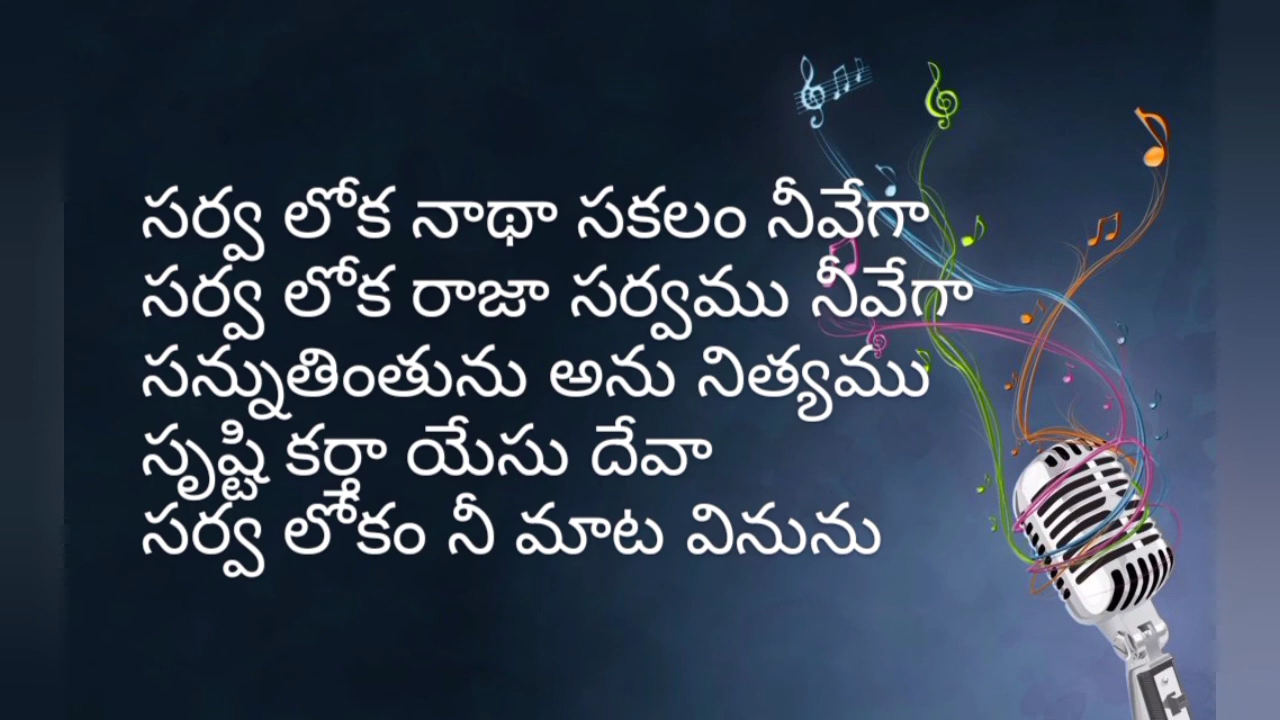 సర్వ లోక నాథా సకలం నీవేగా
సర్వ లోక రాజా సర్వము నీవేగా
సన్నుతింతును అను నిత్యము
సృష్టి కర్తా యేసు దేవా
సర్వ లోకం నీ మాట వినును